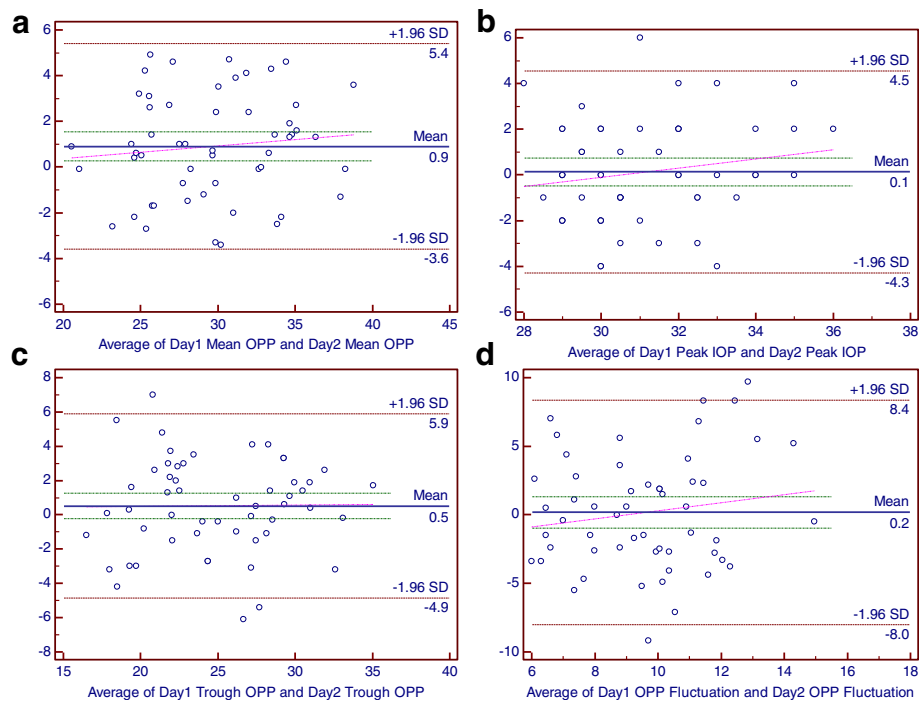 a
6
4
2
0
-2
-4
-6
+1.96 SD
5.4
Mean
0.9
-1.96 SD
-3.6
20 25 30 35 40 45
Average of Day1 Mean OPP and Day2 Mean OPP
b
6
4
2
0
-2
-4
-6
+1.96 SD
4.5
Mean
0.1
-1.96 SD
-4.3
28 30 32 34 36 38
Average of Day1 Peak IOP and Day2 Peak IOP
c
8
6
4
2
0
-2
-4
-6
-8
+1.96 SD
5.9
Mean
0.5
-1.96 SD
-4.9
15 20 25 30 35 40
Average of Day1 Trough OPP and Day2 Trough OPP
d
10
5
0
-5
-10
+1.96 SD
8.4
Mean
0.2
-1.96 SD
-8.0
6 8 10 12 14 16 18
Average of Day1 OPP Fluctuation and Day2 OPP Fluctuation